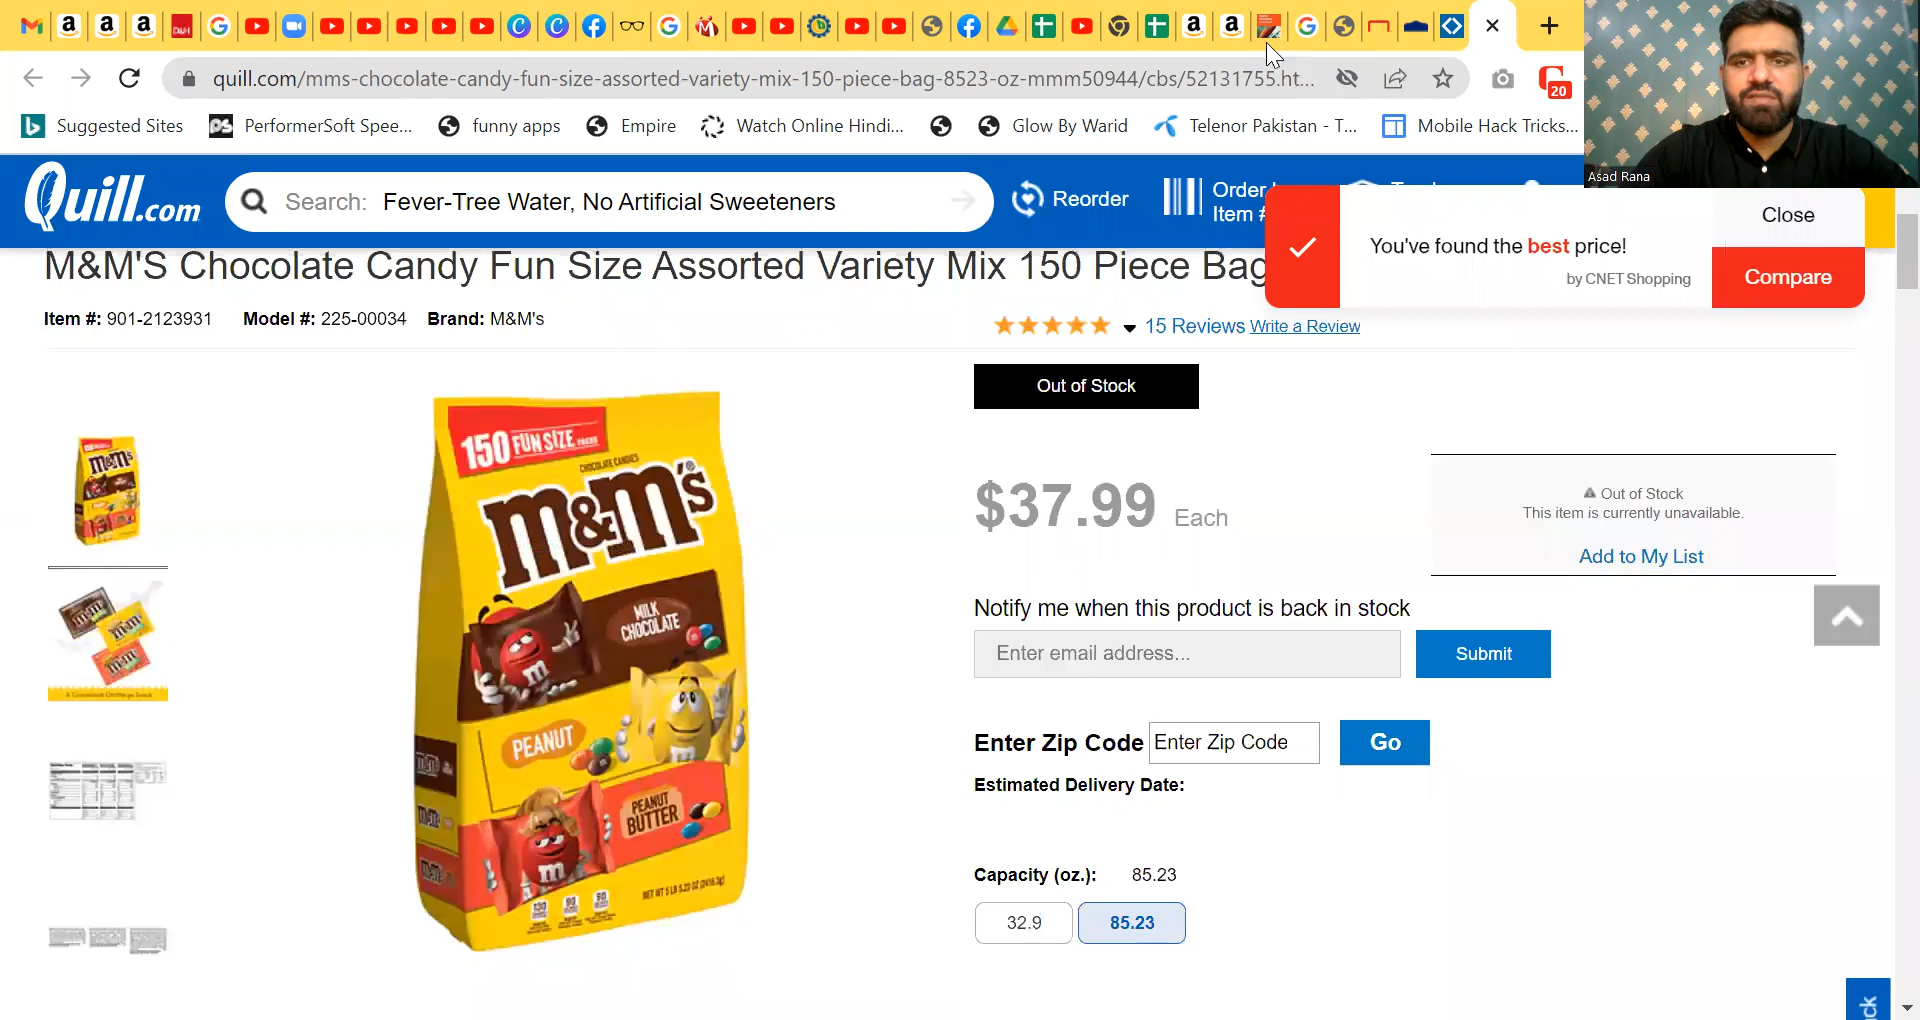 quill.com/mms-chocolate-candy-fun-size-assorted-variety-mix-150-piece-bag-8523-oz-mmm50944/cbs/52131755.ht...
20
Suggested Sites
PerformerSoft Spee...
funny apps
Empire
Watch Online Hindi...
Glow By Warid
Telenor Pakistan - T...
Mobile Hack Tricks...
Asad Rana
Quill.com
Search: Fever-Tree Water, No Artificial Sweeteners
Reorder
Order
Item #
You've found the best price!
by CNET Shopping
Close
Compare
M&M'S Chocolate Candy Fun Size Assorted Variety Mix 150 Piece Bag
Item #: 901-2123931 Model #: 225-00034 Brand: M&M's
15 Reviews Write a Review
Out of Stock
$37.99 Each
Out of Stock
This item is currently unavailable.
Add to My List
Notify me when this product is back in stock
Enter email address...
Submit
Enter Zip Code Enter Zip Code Go
Estimated Delivery Date:
Capacity (oz.): 85.23
32.9 85.23
150 FUN SIZE
CHOCOLATE CANDIES
m&m's
MILK
CHOCOLATE
PEANUT
PEANUT
BUTTER
m&m's
ck